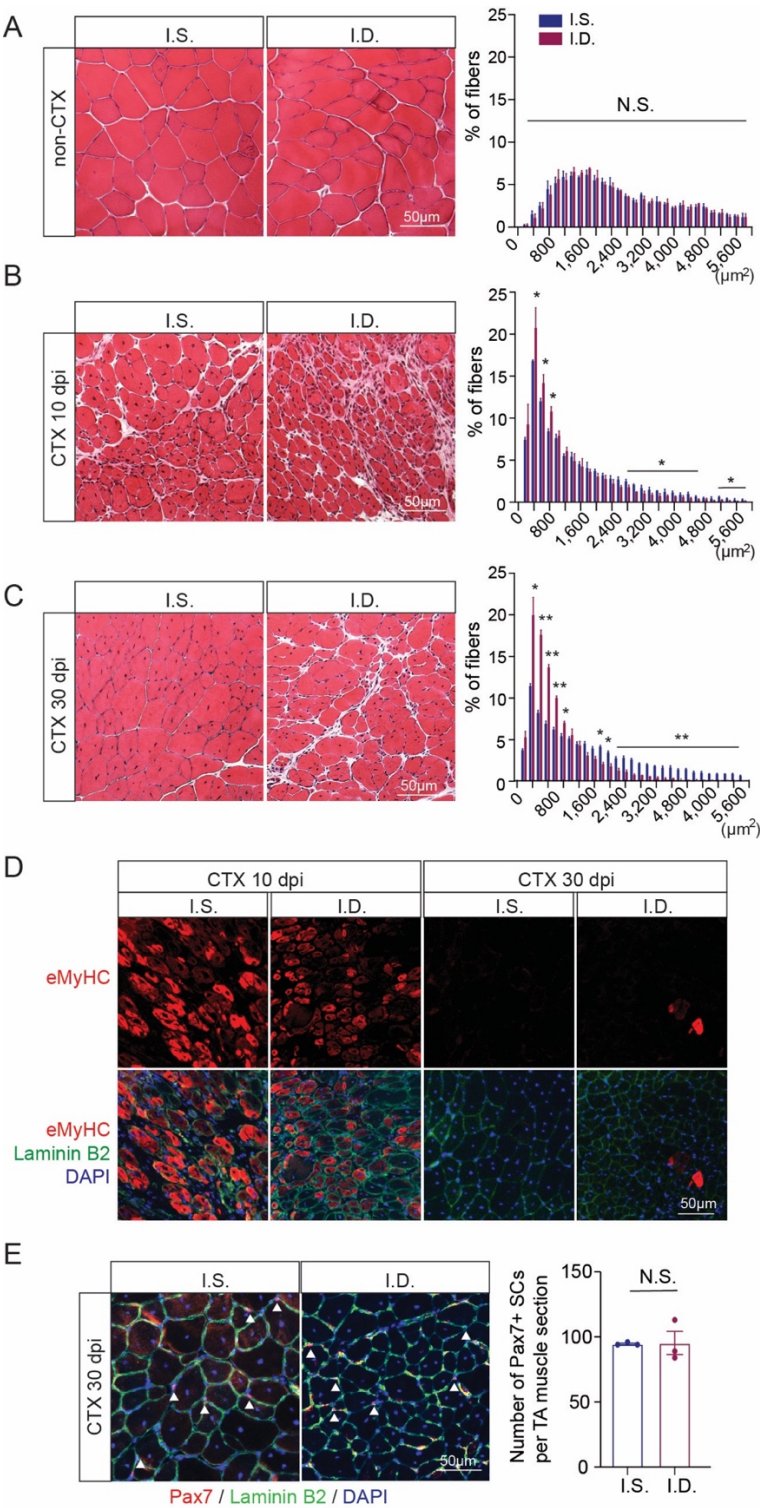 A
I.S.
I.D.
non-CTX
50µm
I.S.
I.D.
% of fibers
25
20
15
10
5
0
N.S.
0
800
1,600
2,400
3,200
4,000
4,800
5,600
(µm²)
B
I.S.
I.D.
CTX 10 dpi
50µm
% of fibers
25
20
15
10
5
0
*
*
*
*
*
0
800
1,600
2,400
3,200
4,000
4,800
5,600
(µm²)
C
I.S.
I.D.
CTX 30 dpi
50µm
% of fibers
25
20
15
10
5
0
*
**
**
**
*
*
*
**
0
800
1,600
2,400
3,200
4,800
4,000
5,600
(µm²)
D
CTX 10 dpi
CTX 30 dpi
I.S.
I.D.
I.S.
I.D.
eMyHC
eMyHC
Laminin B2
DAPI
50µm
E
I.S.
I.D.
CTX 30 dpi
50µm
Pax7 / Laminin B2 / DAPI
Number of Pax7+ SCs
per TA muscle section
150
100
50
0
N.S.
I.S.
I.D.